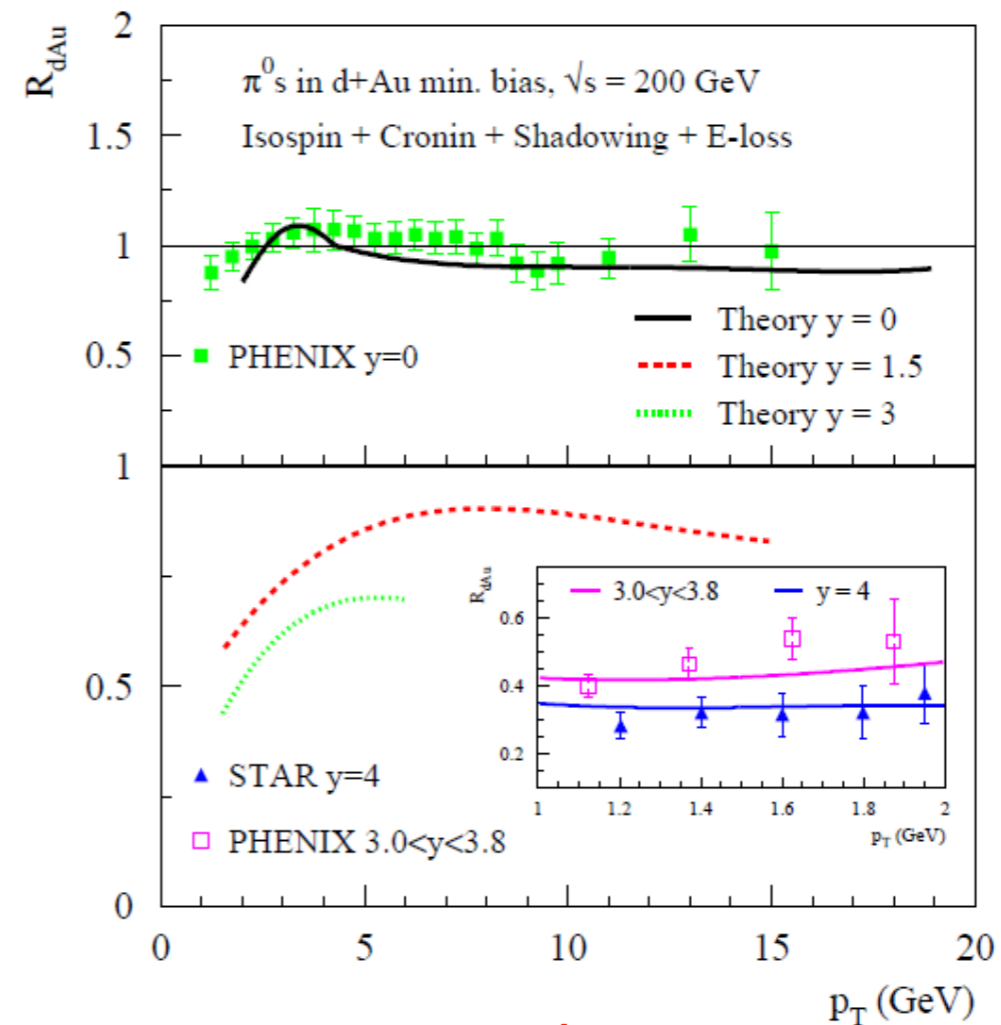 R_dAu
2
π⁰s in d+Au min. bias, √s = 200 GeV
1.5
Isospin + Cronin + Shadowing + E-loss
1
Theory y = 0
0.5
PHENIX y=0
Theory y = 1.5
Theory y = 3
1
R_dAu
3.0<y<3.8
y = 4
0.6
0.5
0.4
0.2
STAR y=4
1
1.2
1.4
1.6
1.8
2
PHENIX 3.0<y<3.8
p_T (GeV)
0
0
5
10
15
20
p_T (GeV)